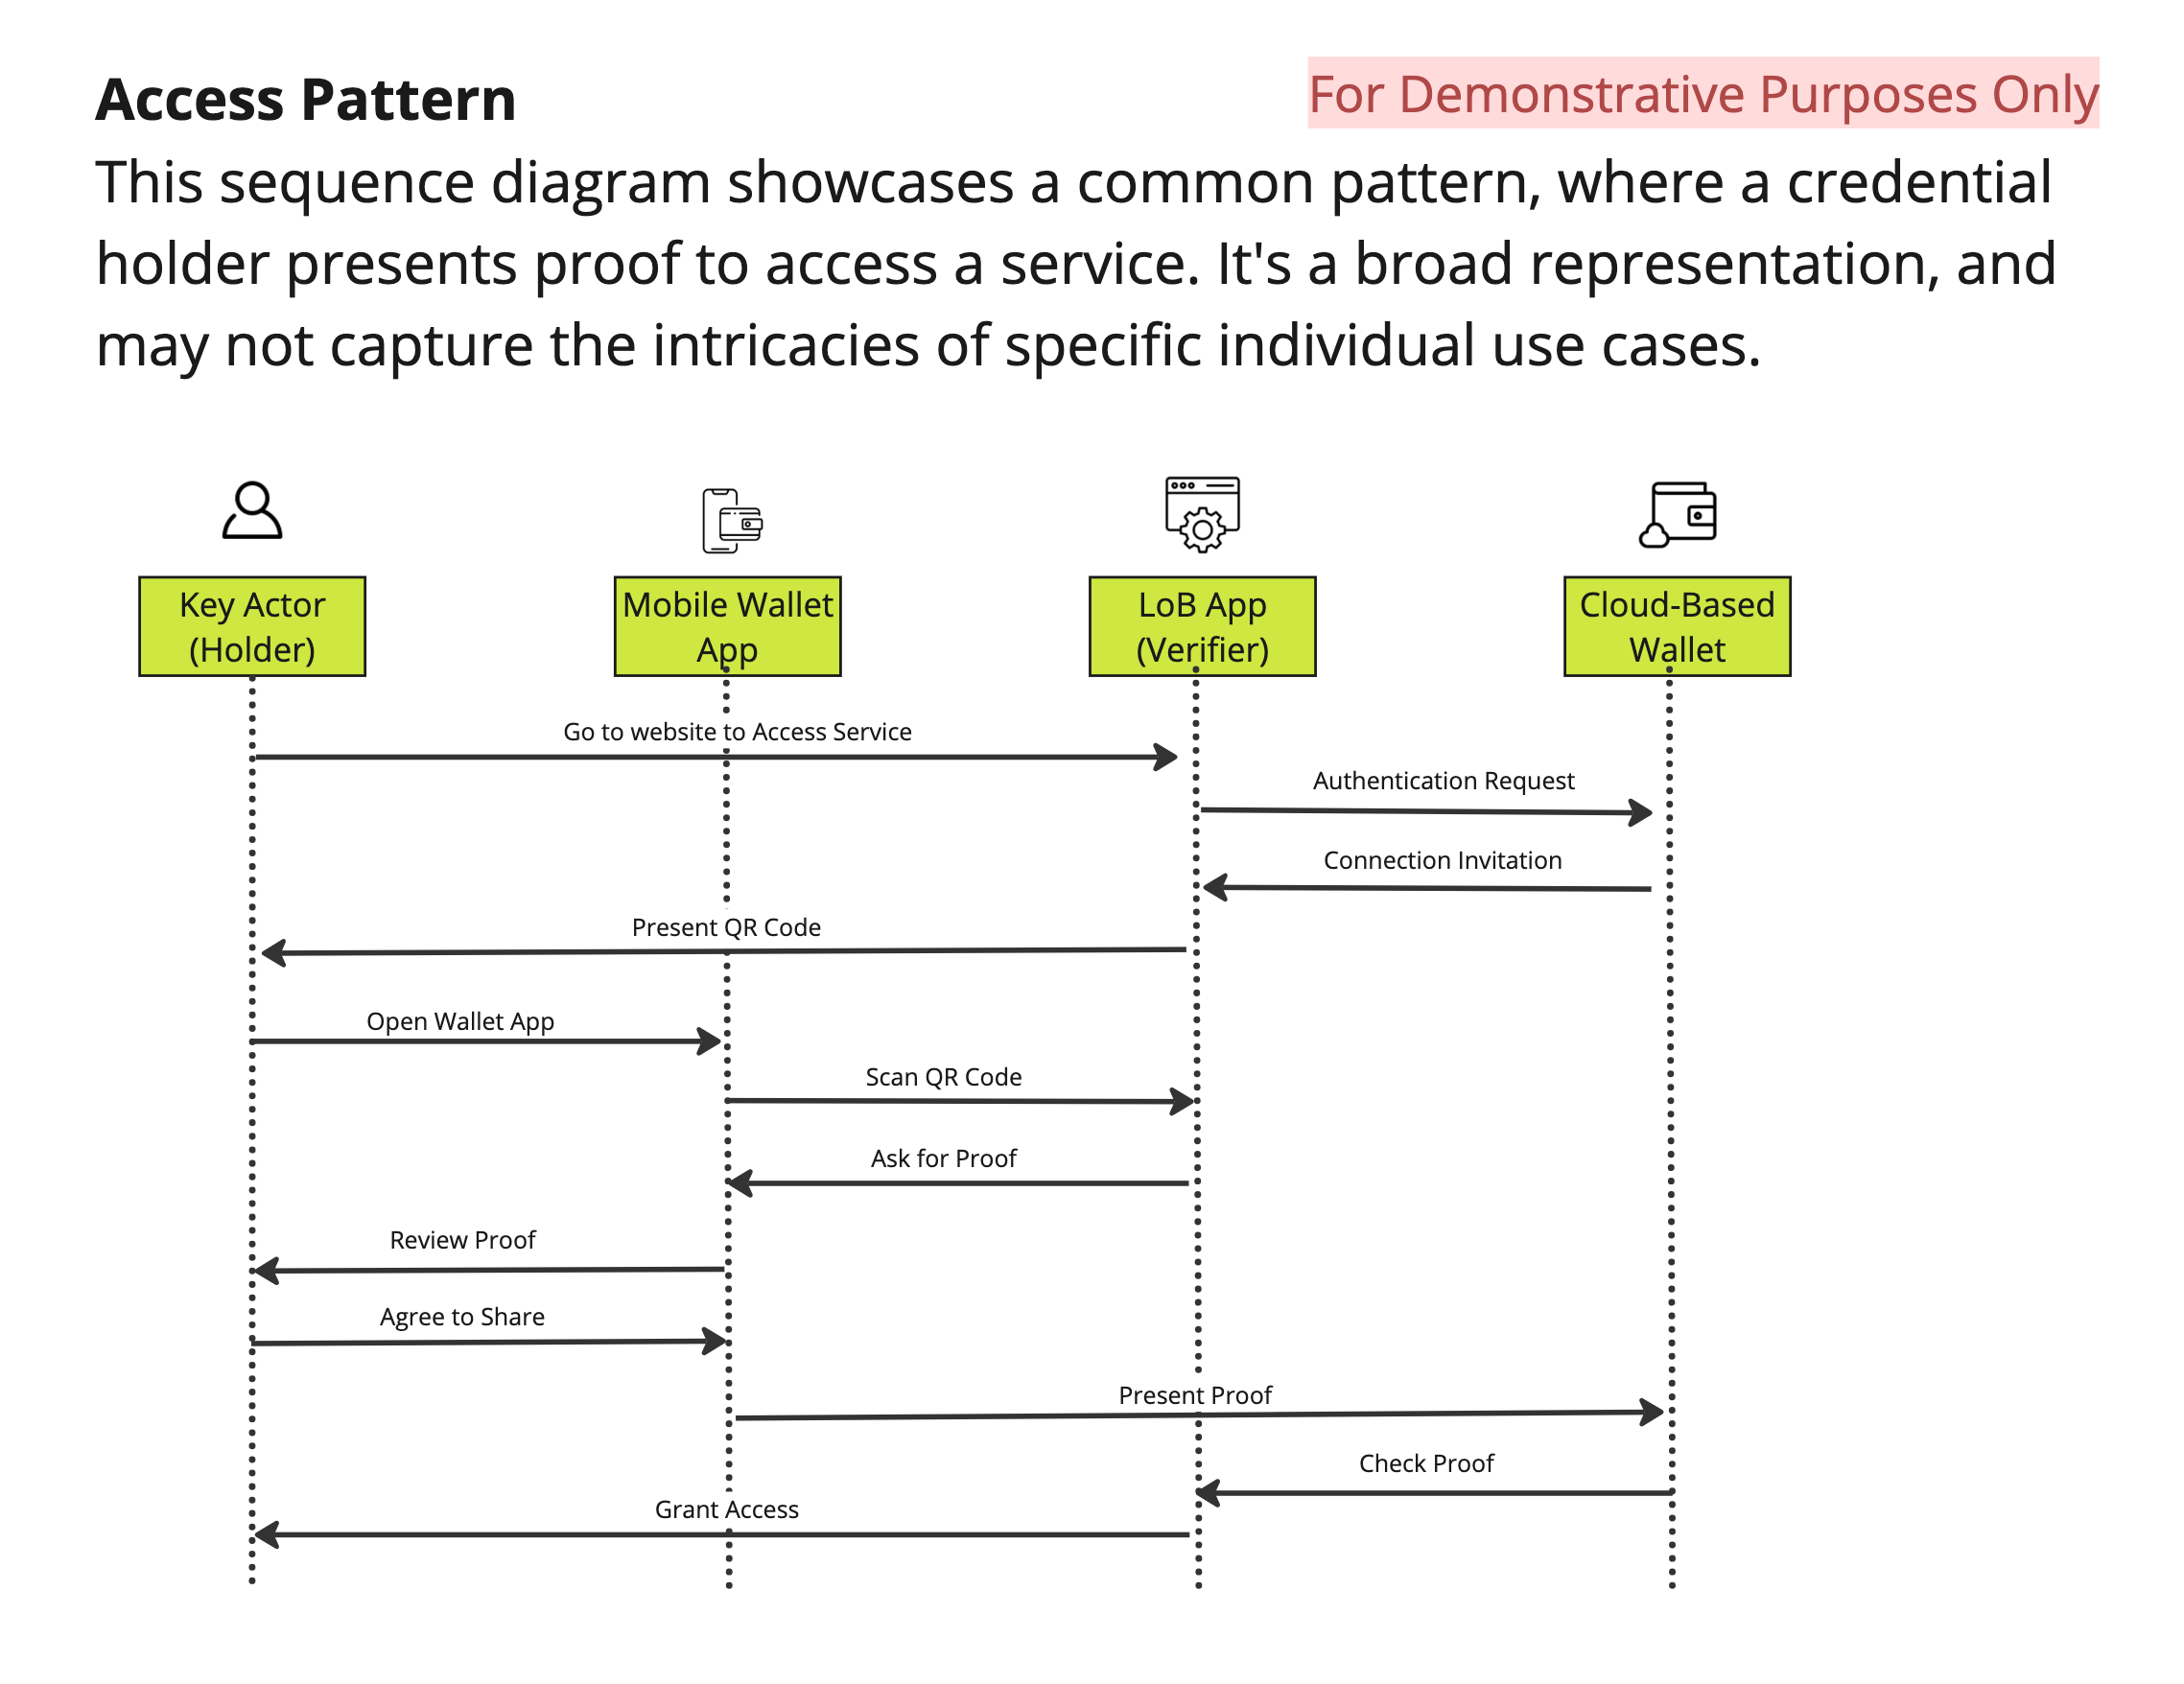 Access Pattern
For Demonstrative Purposes Only
This sequence diagram showcases a common pattern, where a credential
holder presents proof to access a service. It's a broad representation, and
may not capture the intricacies of specific individual use cases.
Key Actor
(Holder)
Mobile Wallet
App
LoB App
(Verifier)
Cloud-Based
Wallet
Go to website to Access Service
Authentication Request
Connection Invitation
Present QR Code
Open Wallet App
Scan QR Code
Ask for Proof
Review Proof
Agree to Share
Present Proof
Check Proof
Grant Access